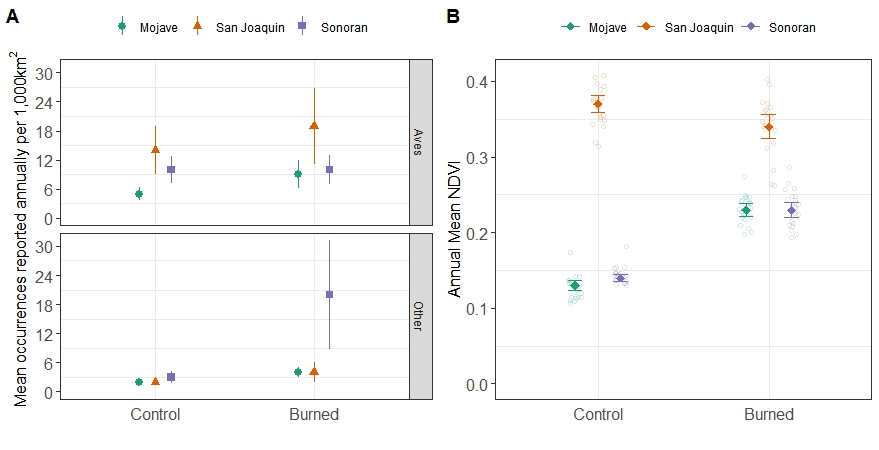 A
Mojave San Joaquin Sonoran
Mean occurrences reported annually per 1,000km²
30
24
18
12
6
0
Aves
30
24
18
12
6
0
Other
Control Burned
B
Mojave San Joaquin Sonoran
Annual Mean NDVI
0.4
0.3
0.2
0.1
0.0
Control Burned